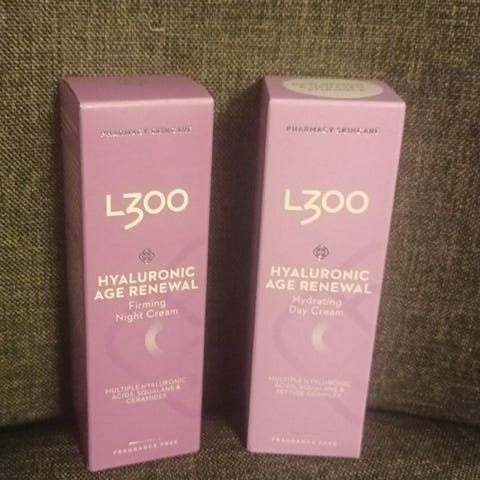 PHARMACY SKINCARE
L300
HYALURONIC
AGE RENEWAL
Firming
Night Cream
MULTIPLE HYALURONIC
ACIDS, SQUALANE &
CERAMIDES
FRAGRANCE FREE
PHARMACY SKINCARE
L300
HYALURONIC
AGE RENEWAL
Hydrating
Day Cream
MULTIPLE HYALURONIC
ACIDS, SQUALANE &
PEPTIDE COMPLEX
FRAGRANCE FREE